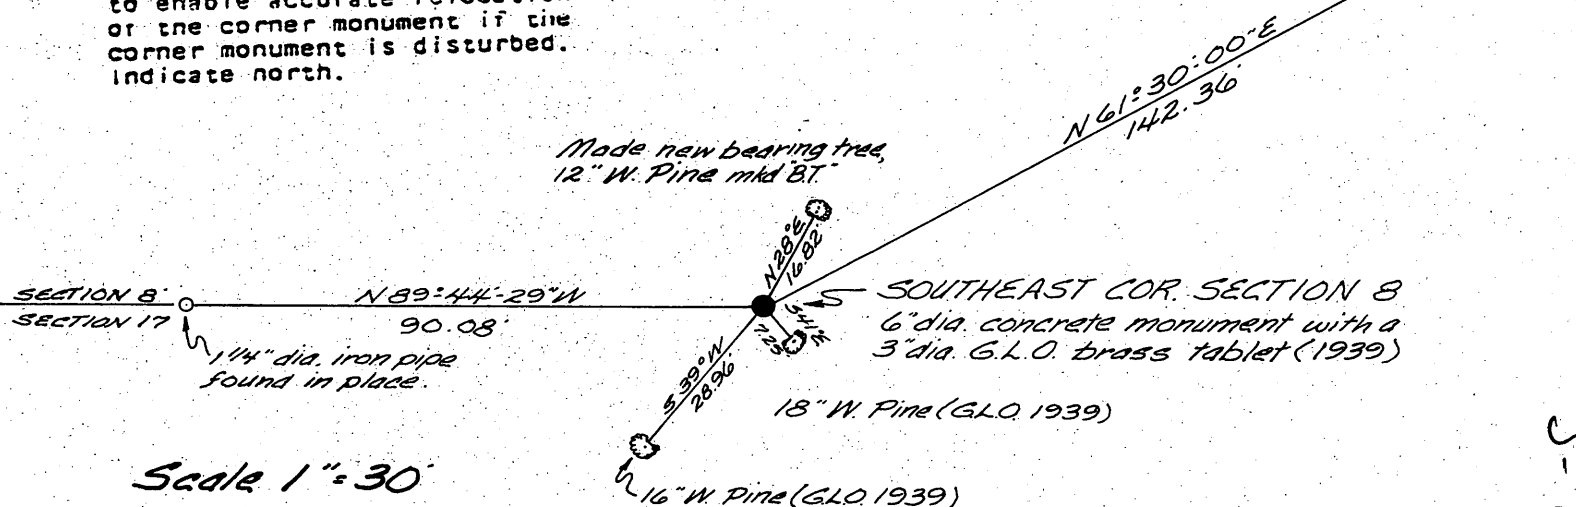 to enable accurate relocation
of the corner monument if the
corner monument is disturbed.
Indicate north.
N 61°-30'-00" E
142.36'
Made new bearing tree,
12" W. Pine mkd "B.T."
N28°E
16.82'
SECTION 8
SECTION 17
N 89°-44'-29" W
90.08'
SOUTHEAST COR. SECTION 8
6" dia. concrete monument with a
3" dia. G.L.O. brass tablet (1939)
S41°E
7.25
1 1/4" dia. iron pipe
found in place.
S39°W
28.96'
18" W. Pine (G.L.O. 1939)
Scale 1" = 30'
16" W. Pine (G.L.O. 1939)